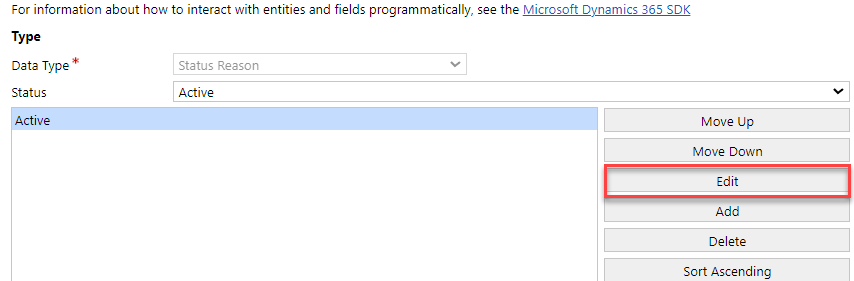 For information about how to interact with entities and fields programmatically, see the Microsoft Dynamics 365 SDK
Type
Data Type* Status Reason
Status Active
Active
Move Up
Move Down
Edit
Add
Delete
Sort Ascending